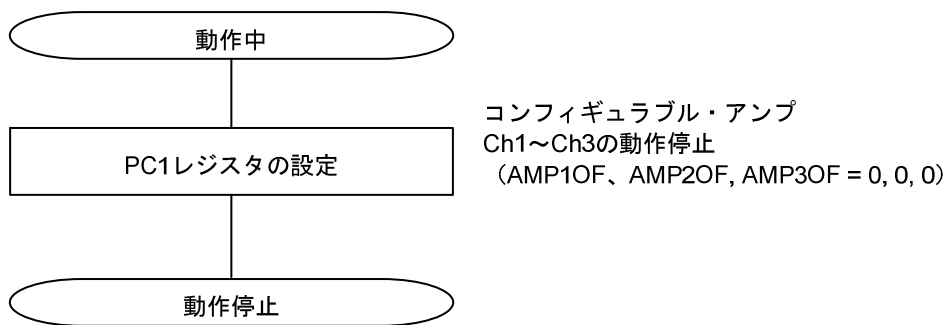 動作中
PC1レジスタの設定
コンフィギュラブル・アンプ
Ch1~Ch3の動作停止
（AMP1OF、AMP2OF, AMP3OF = 0, 0, 0）
動作停止